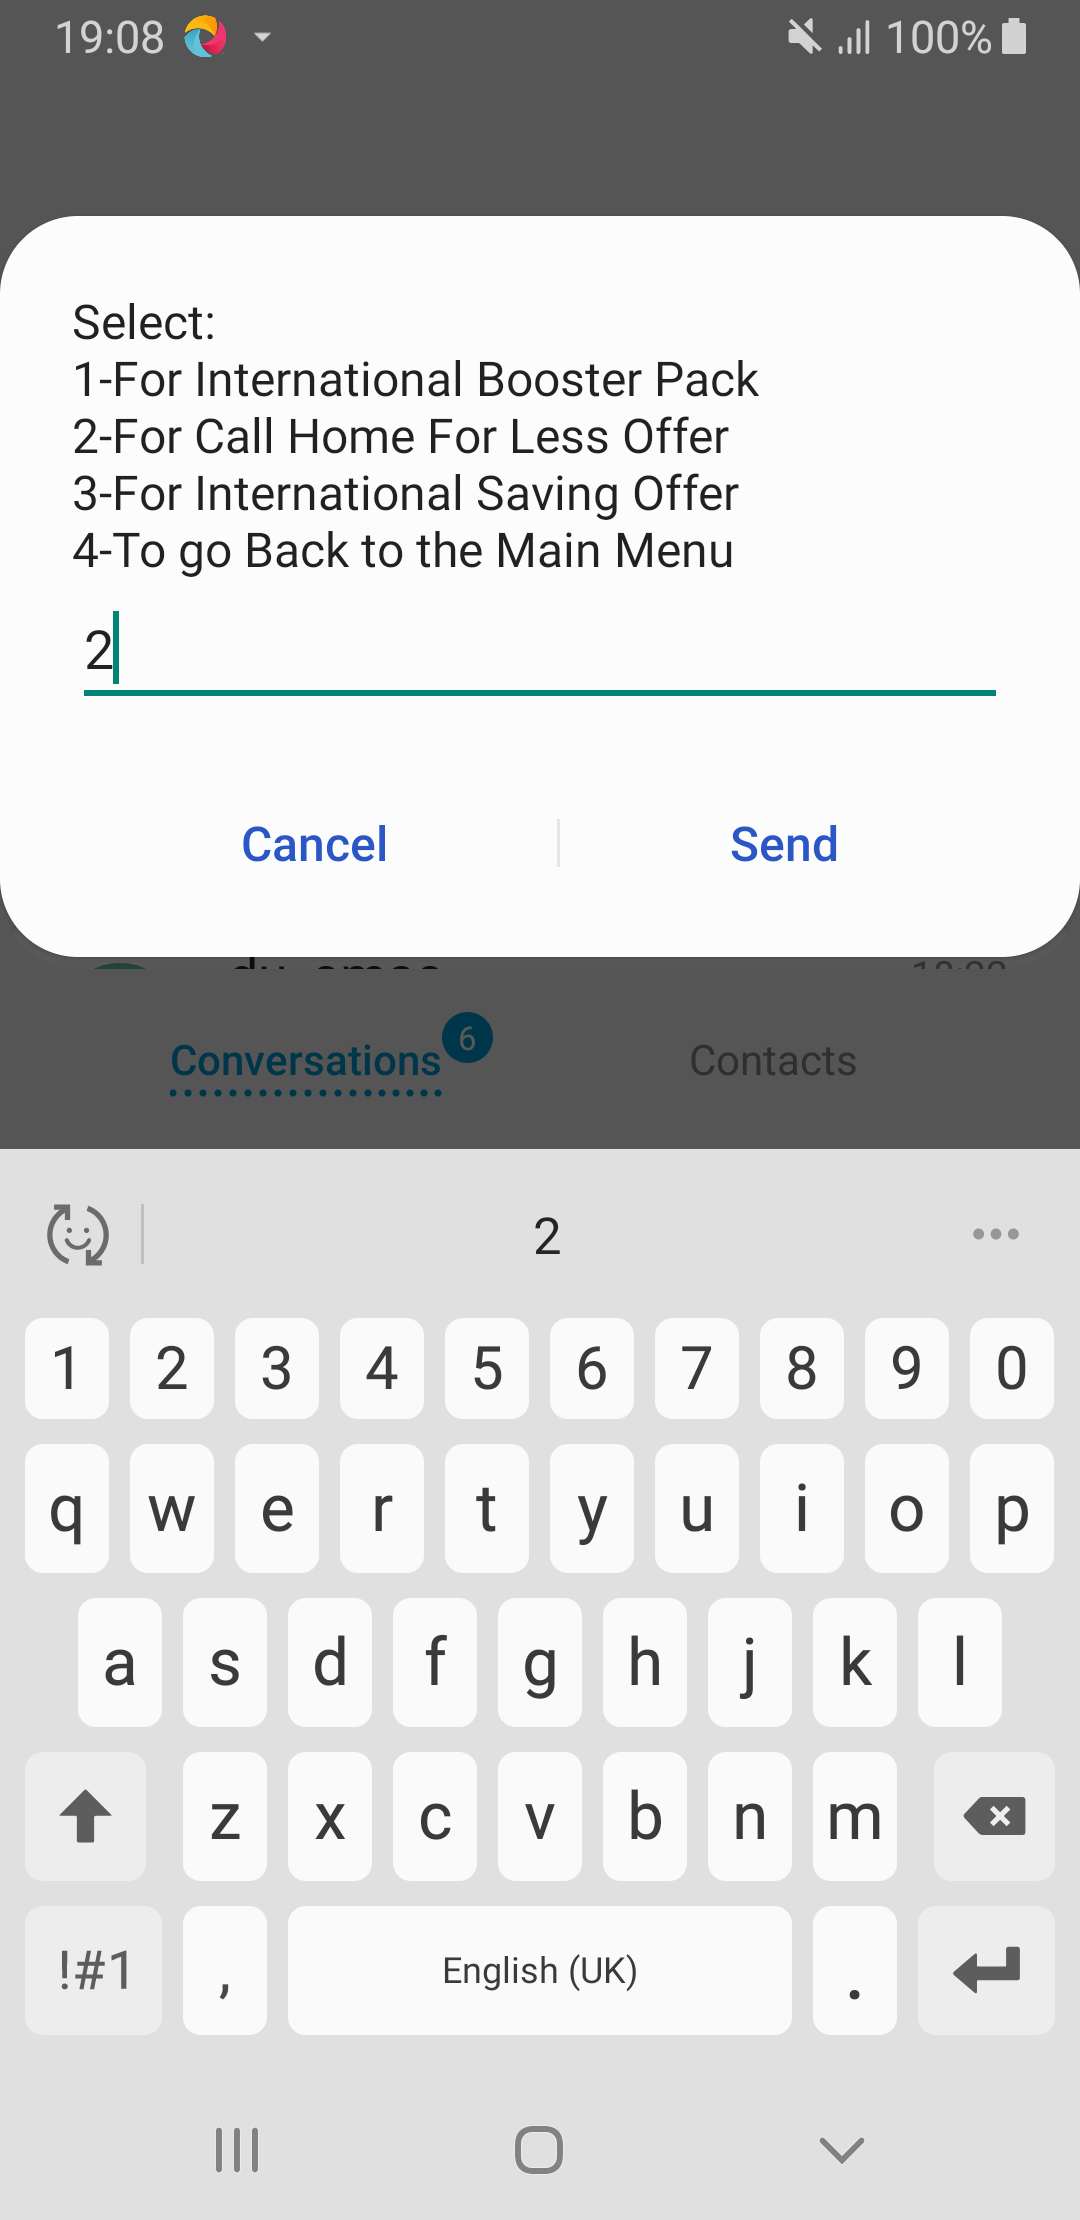 19:08
100%
Select:
1-For International Booster Pack
2-For Call Home For Less Offer
3-For International Saving Offer
4-To go Back to the Main Menu
2
Cancel
Send
Conversations
6
Contacts
2
1 2 3 4 5 6 7 8 9 0
q w e r t y u i o p
a s d f g h j k l
z x c v b n m
!#1 , English (UK) .